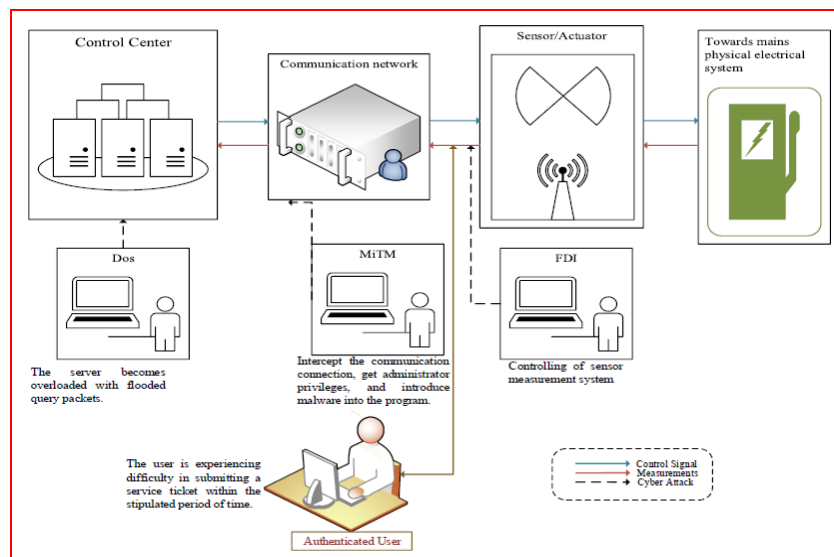 Control Center
Communication network
Sensor/Actuator
Towards mains
physical electrical
system
Dos
MiTM
FDI
The server becomes
overloaded with flooded
query packets.
Intercept the communication
connection, get administrator
privileges, and introduce
malware into the program.
Controlling of sensor
measurement system
The user is experiencing
difficulty in submitting a
service ticket within the
stipulated period of time.
Authenticated User
Control Signal
Measurements
Cyber Attack